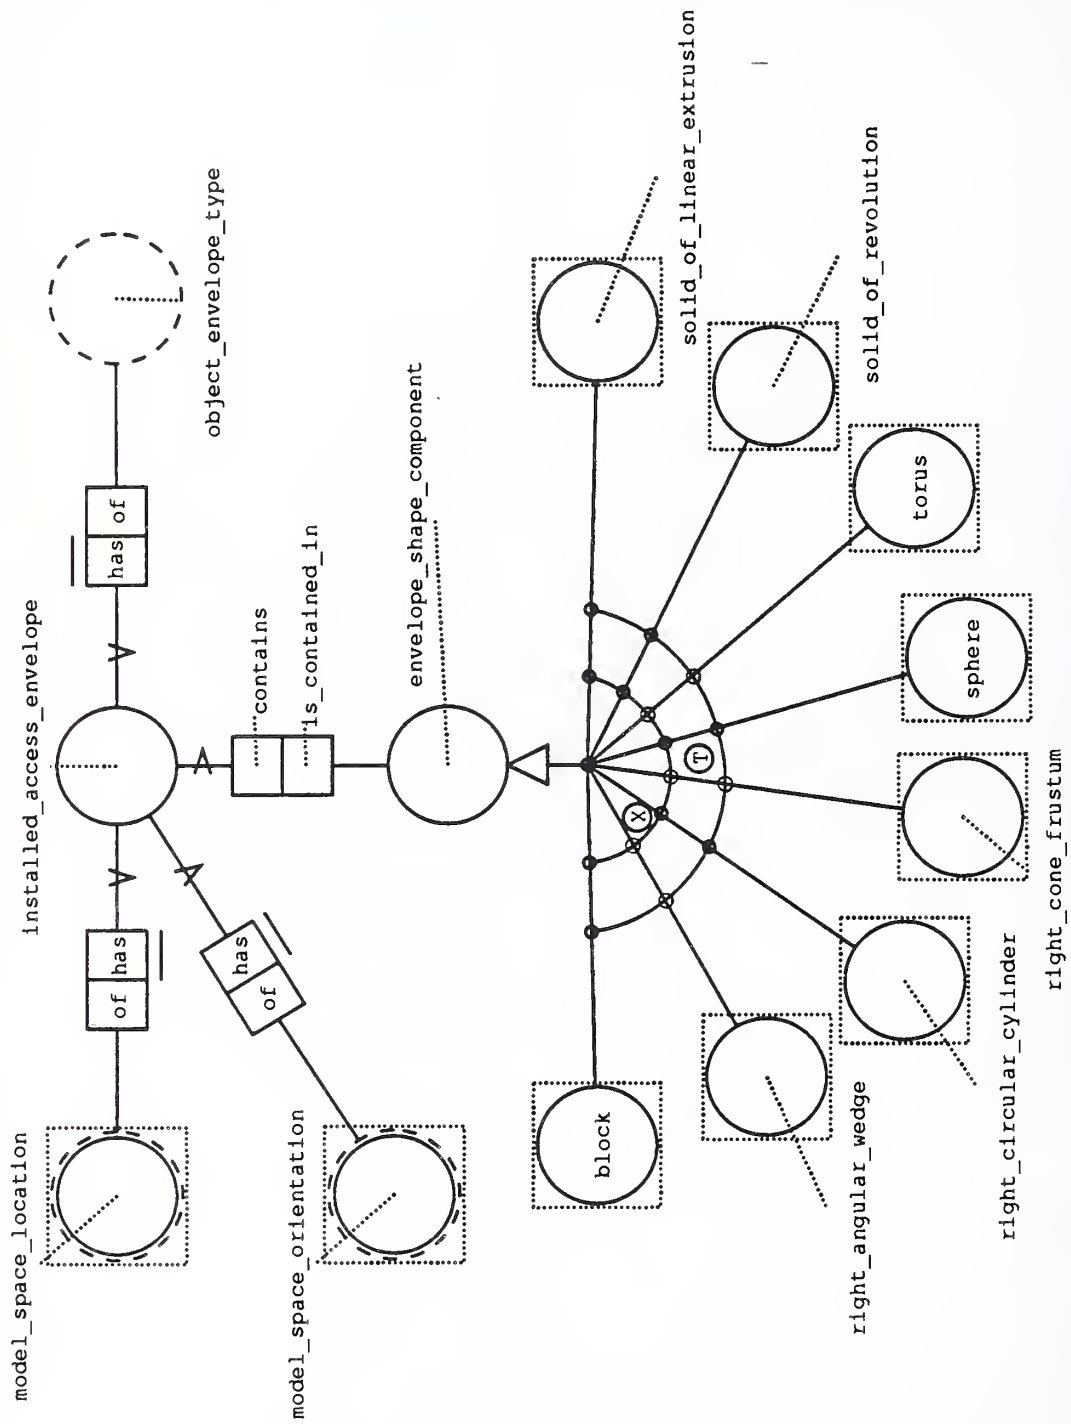 model_space_location
of
has
installed_access_envelope
has
of
object_envelope_type
model_space_orientation
of
has
contains
is_contained_in
envelope_shape_component
X
T
block
right_angular_wedge
right_circular_cylinder
right_cone_frustum
sphere
torus
solid_of_revolution
solid_of_linear_extrusion